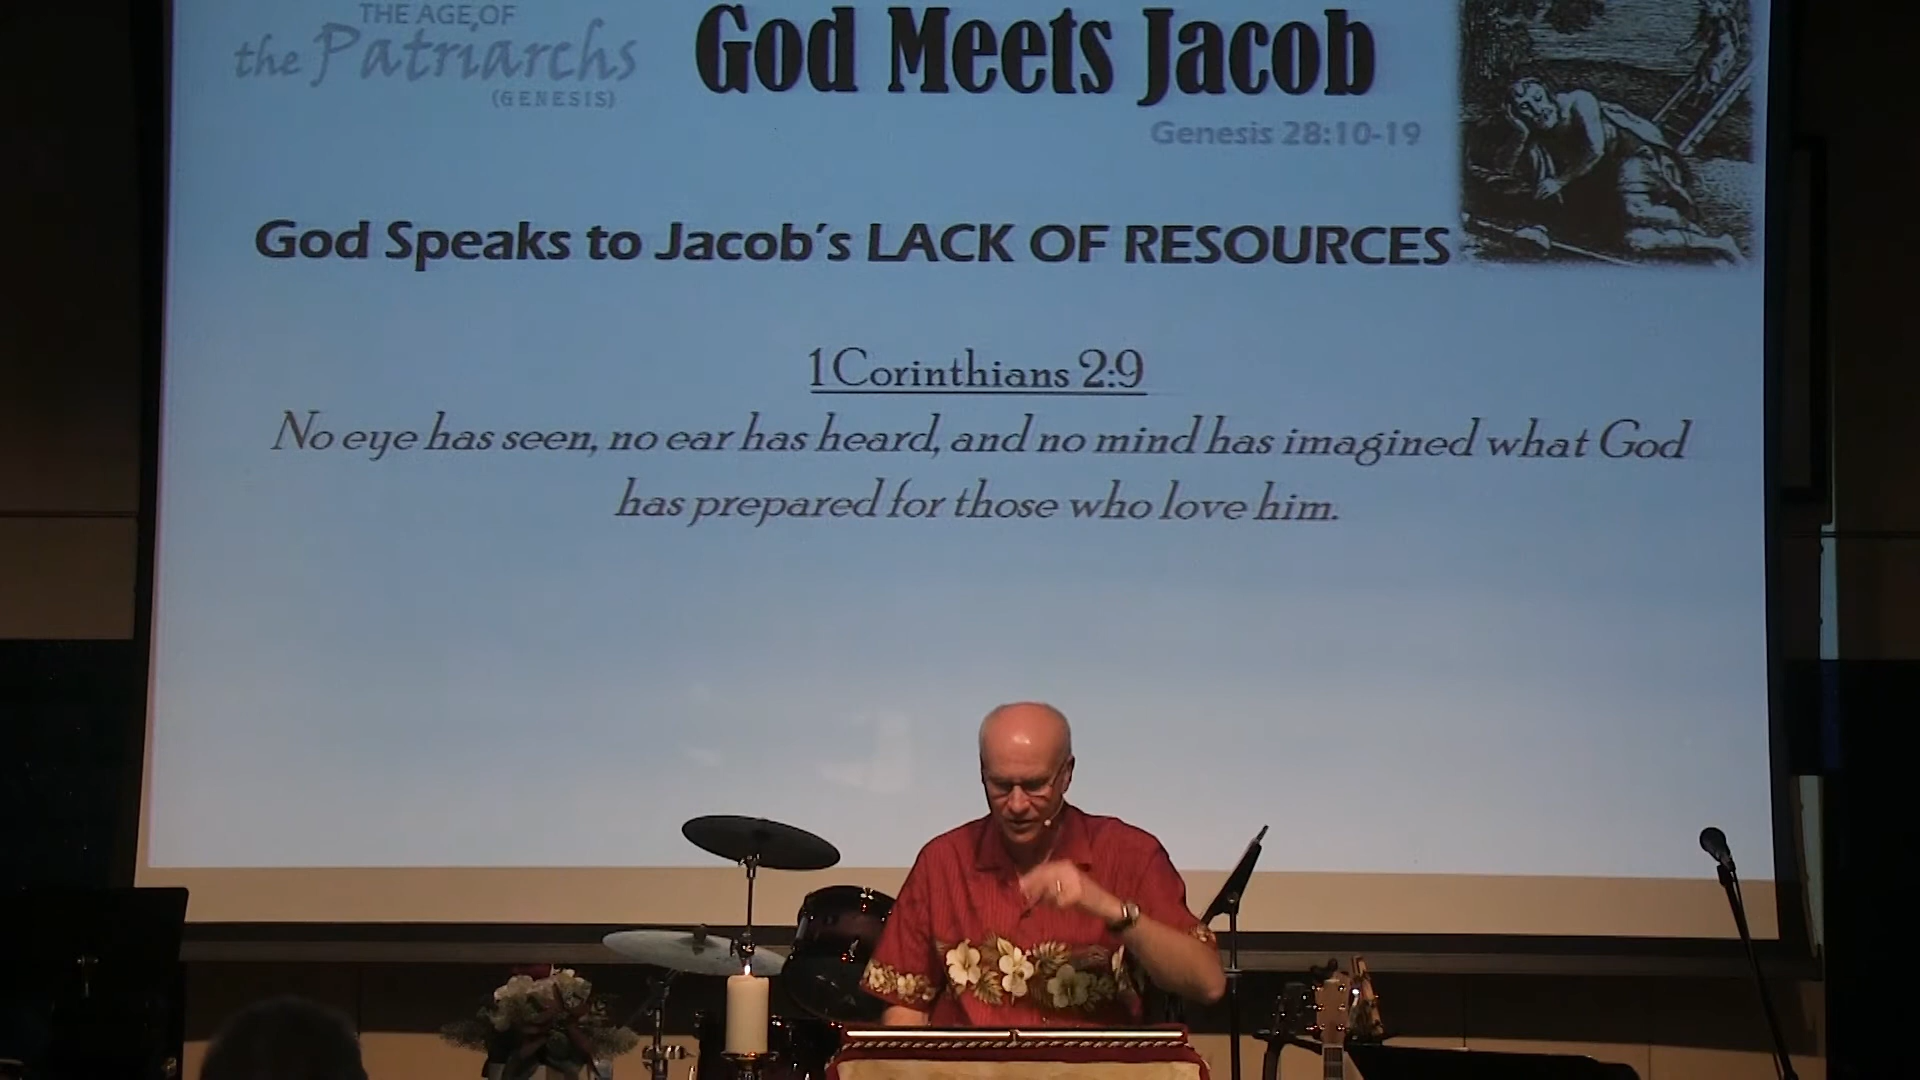 THE AGE OF
the Patriarchs
(GENESIS)
God Meets Jacob
Genesis 28:10-19
God Speaks to Jacob's LACK OF RESOURCES
1 Corinthians 2:9
No eye has seen, no ear has heard, and no mind has imagined what God
has prepared for those who love him.